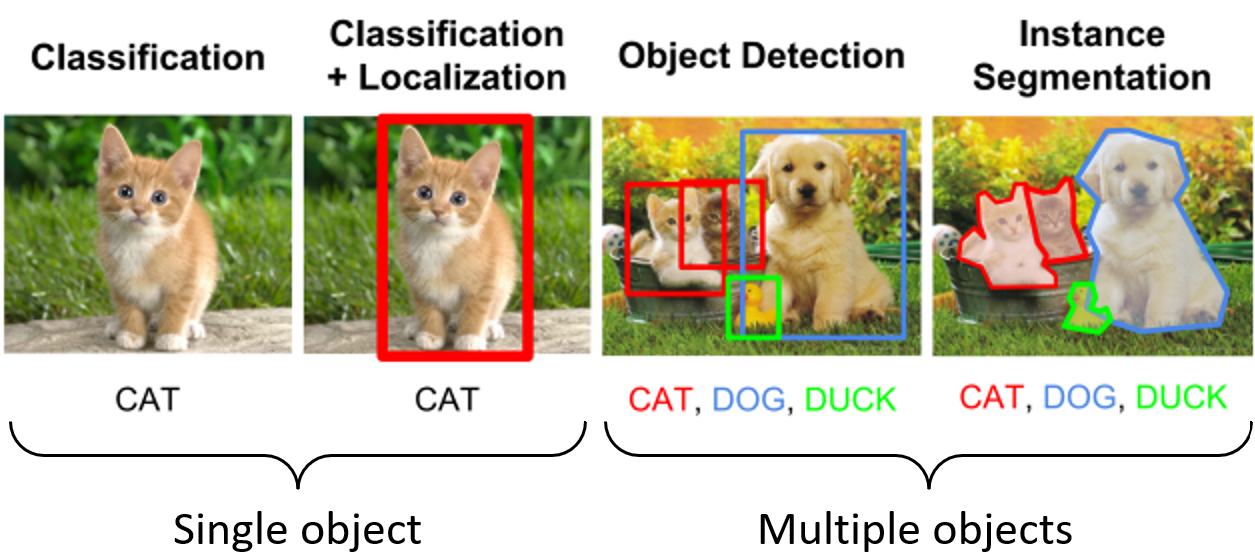 Classification
Classification
+ Localization
Object Detection
Instance
Segmentation
CAT
CAT
CAT, DOG, DUCK
CAT, DOG, DUCK
Single object
Multiple objects